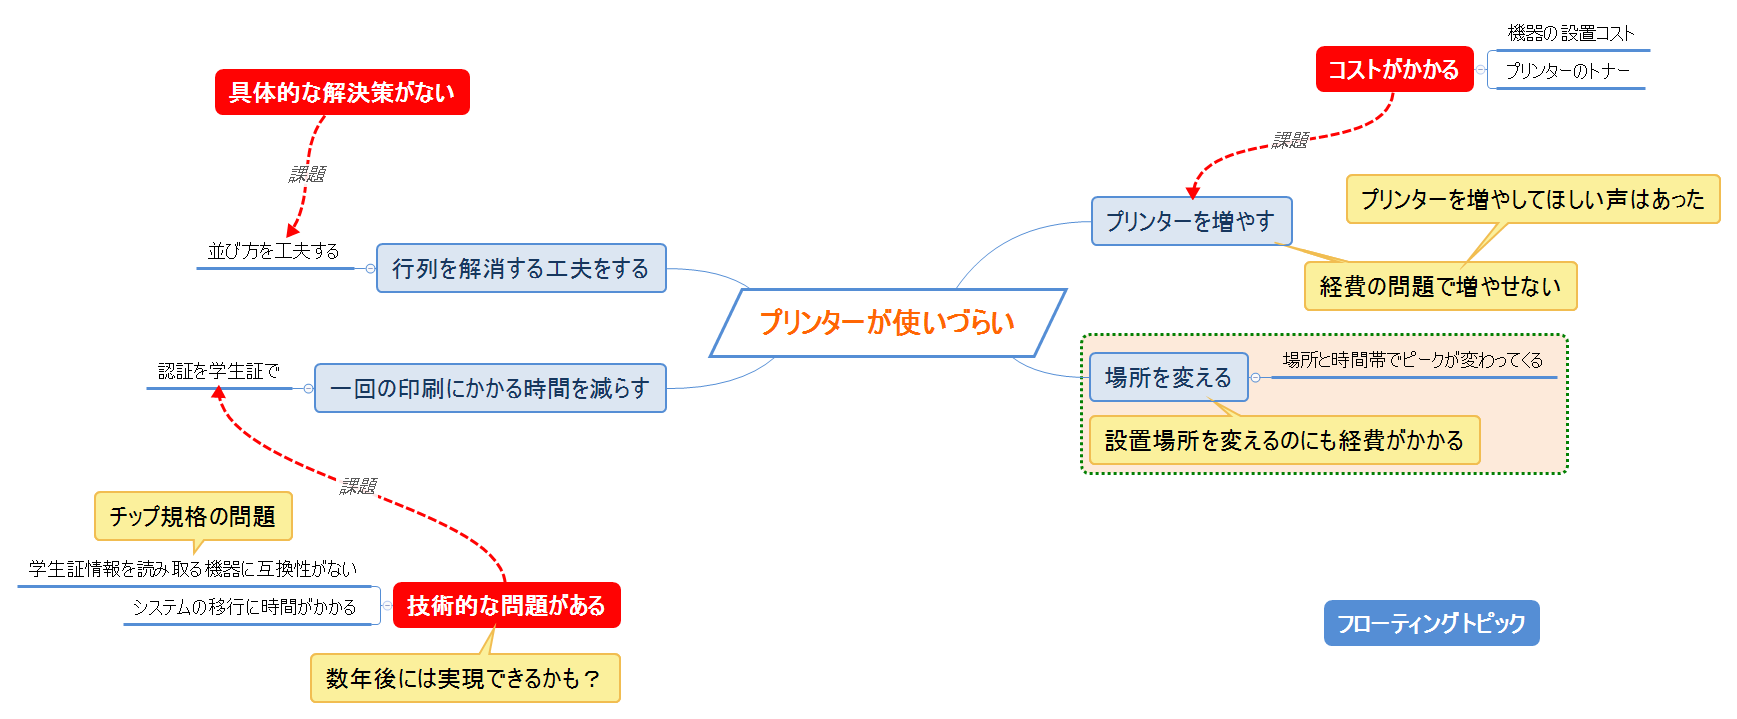 機器の設置コスト
コストがかかる
プリンターのトナー
具体的な解決策がない
課題
課題
プリンターを増やしてほしい声はあった
プリンターを増やす
並び方を工夫する
行列を解消する工夫をする
経費の問題で増やせない
プリンターが使いづらい
場所と時間帯でピークが変わってくる
場所を変える
認証を学生証で
一回の印刷にかかる時間を減らす
設置場所を変えるのにも経費がかかる
課題
チップ規格の問題
学生証情報を読み取る機器に互換性がない
技術的な問題がある
システムの移行に時間がかかる
フローティングトピック
数年後には実現できるかも？